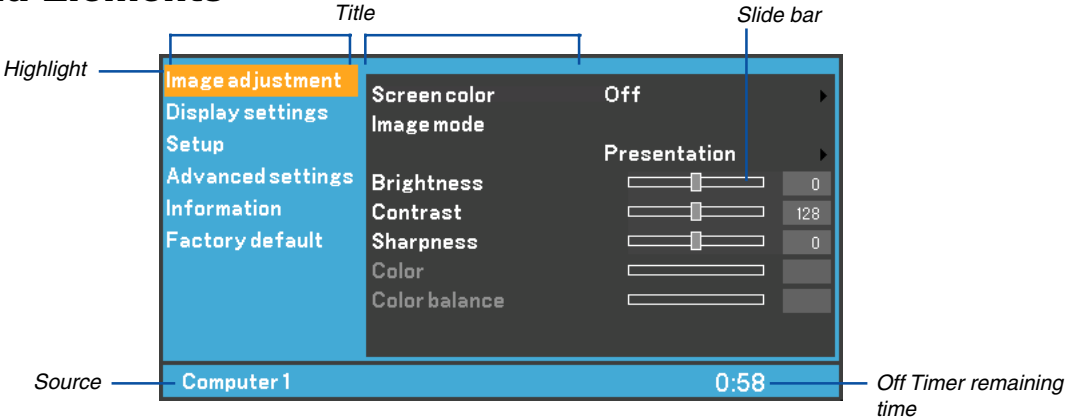 Title
Slide bar
Highlight
Image adjustment
Display settings
Setup
Advanced settings
Information
Factory default
Screen color Off
Image mode
Presentation
Brightness 0
Contrast 128
Sharpness 0
Color
Color balance
Source
Computer 1
0:58
Off Timer remaining
time